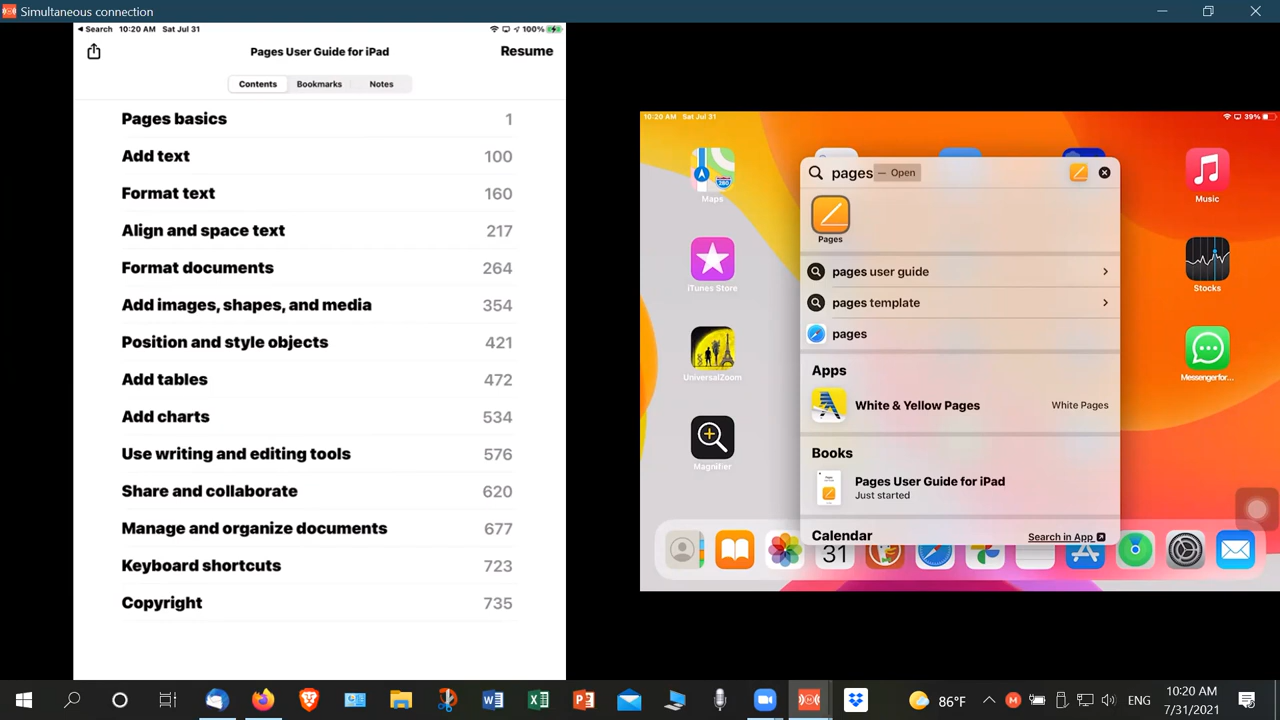 Simultaneous connection
Search 10:20 AM Sat Jul 31
100%
Pages User Guide for iPad
Resume
Contents Bookmarks Notes
Pages basics 1
Add text 100
Format text 160
Align and space text 217
Format documents 264
Add images, shapes, and media 354
Position and style objects 421
Add tables 472
Add charts 534
Use writing and editing tools 576
Share and collaborate 620
Manage and organize documents 677
Keyboard shortcuts 723
Copyright 735
10:20 AM Sat Jul 31
39%
Maps
iTunes Store
UniversalZoom
Magnifier
pages — Open
Pages
pages user guide
pages template
pages
Apps
White & Yellow Pages White Pages
Books
Pages User Guide for iPad
Just started
Calendar Search in App
Music
Stocks
Messengerfor...
280
31
86°F
ENG
10:20 AM
7/31/2021